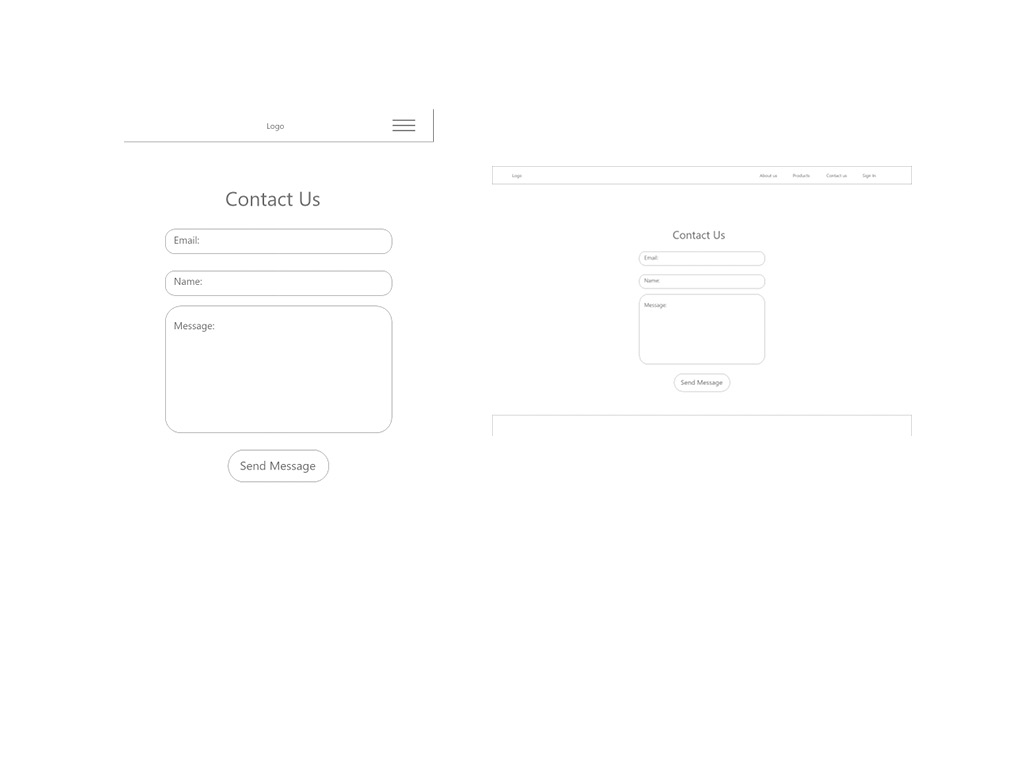 Logo
Contact Us
Email:
Name:
Message:
Send Message
Logo
About us
Products
Contact us
Sign In
Contact Us
Email:
Name:
Message:
Send Message